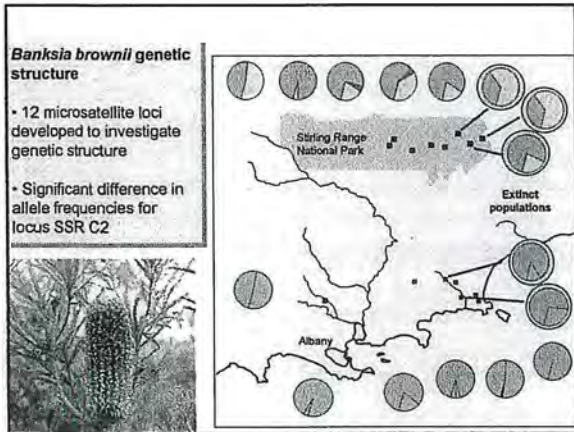 Banksia brownii genetic
structure
• 12 microsatellite loci
developed to investigate
genetic structure
• Significant difference in
allele frequencies for
locus SSR C2
Stirling Range
National Park
Extinct
populations
Albany